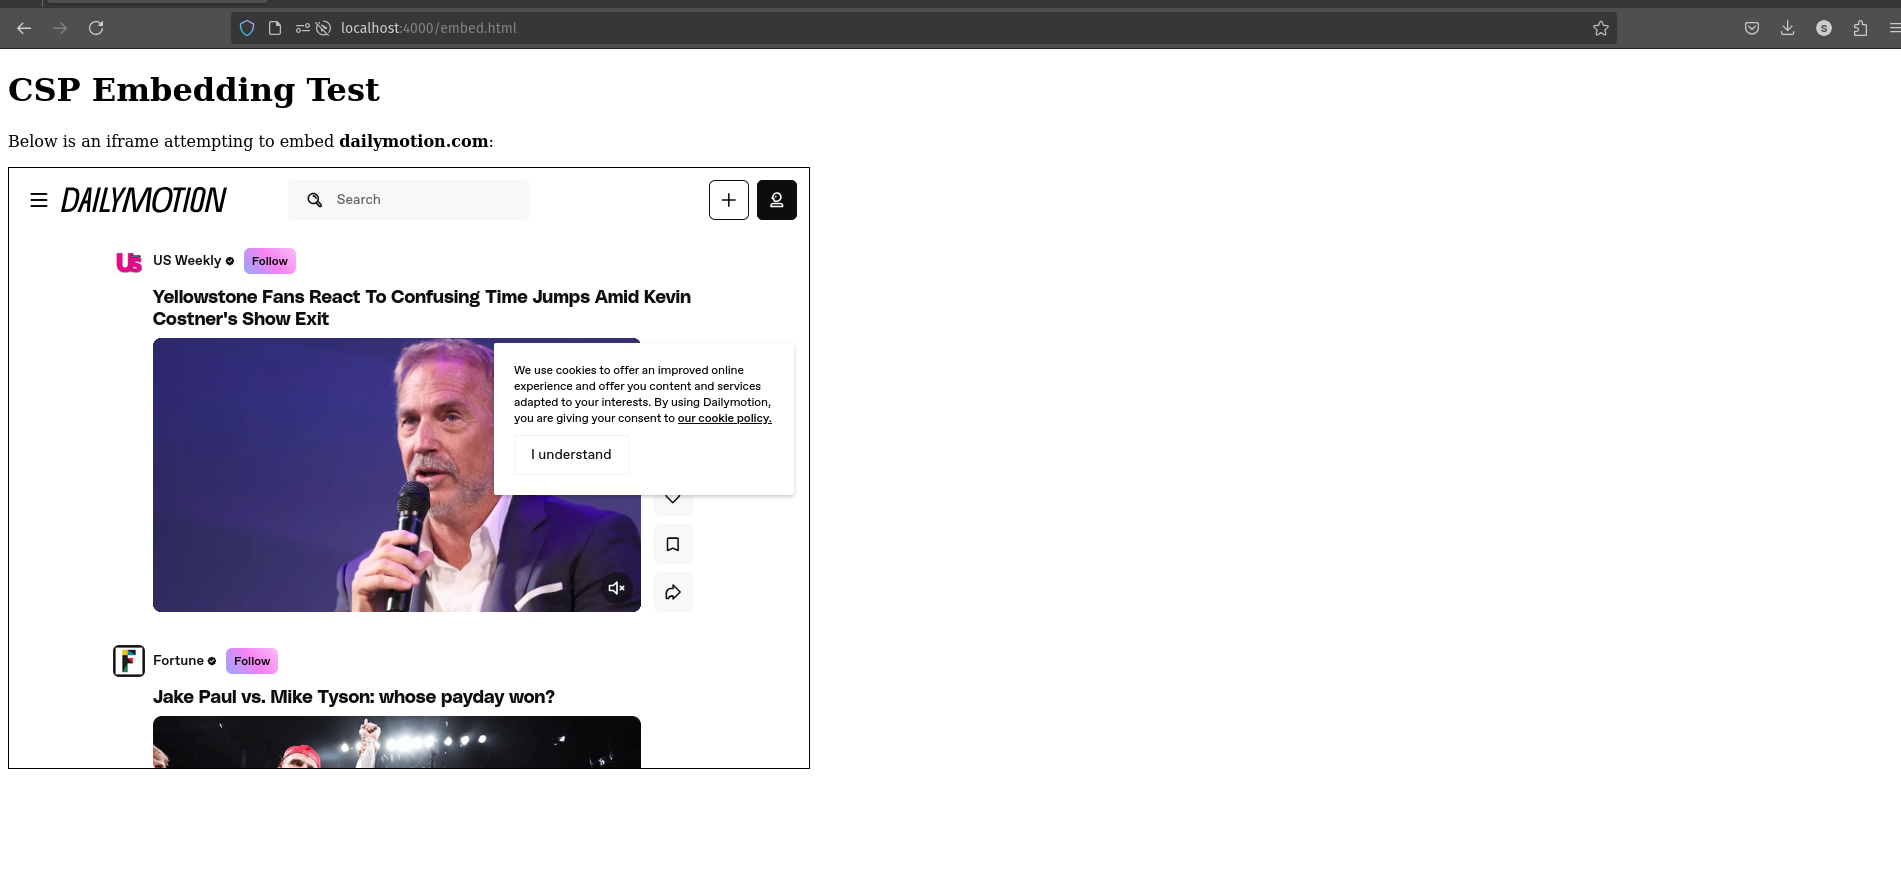 localhost:4000/embed.html
S
CSP Embedding Test
Below is an iframe attempting to embed dailymotion.com:
DAILYMOTION
Search
US
US Weekly
Follow
Yellowstone Fans React To Confusing Time Jumps Amid Kevin
Costner's Show Exit
We use cookies to offer an improved online
experience and offer you content and services
adapted to your interests. By using Dailymotion,
you are giving your consent to our cookie policy.
I understand
F
Fortune
Follow
Jake Paul vs. Mike Tyson: whose payday won?